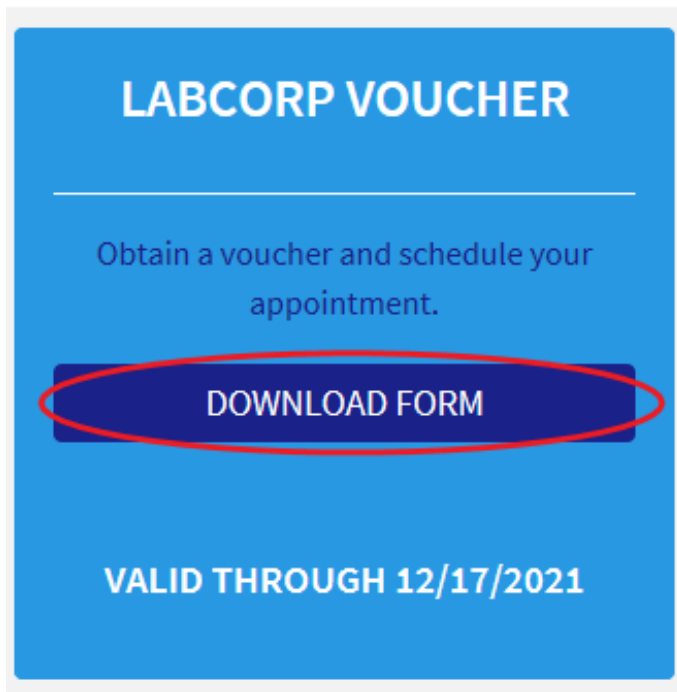 LABCORP VOUCHER
Obtain a voucher and schedule your
appointment.
DOWNLOAD FORM
VALID THROUGH 12/17/2021